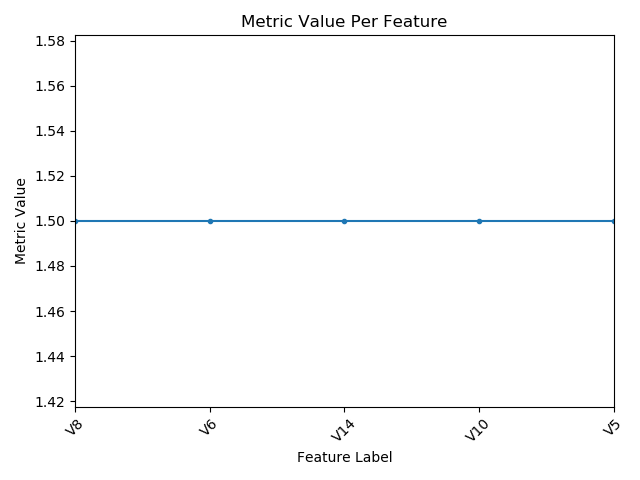 Metric Value Per Feature
1.58
1.56
1.54
1.52
1.50
1.48
1.46
1.44
1.42
Metric Value
V8
V6
V14
V10
V5
Feature Label